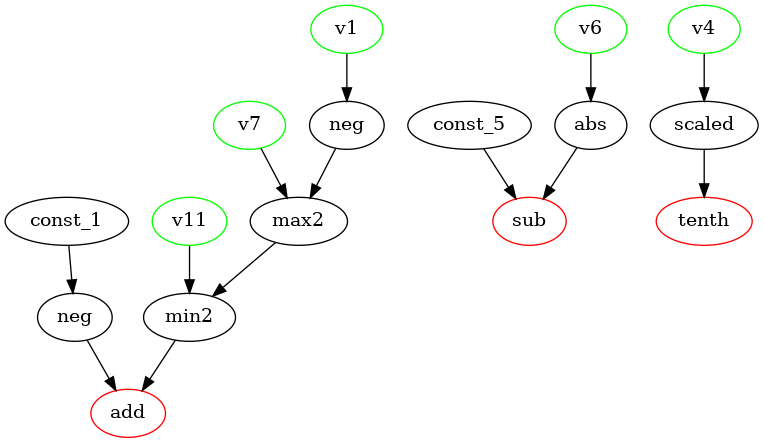 v1 v6 v4
v7 neg const_5 abs scaled
const_1 v11 max2 sub tenth
neg min2
add